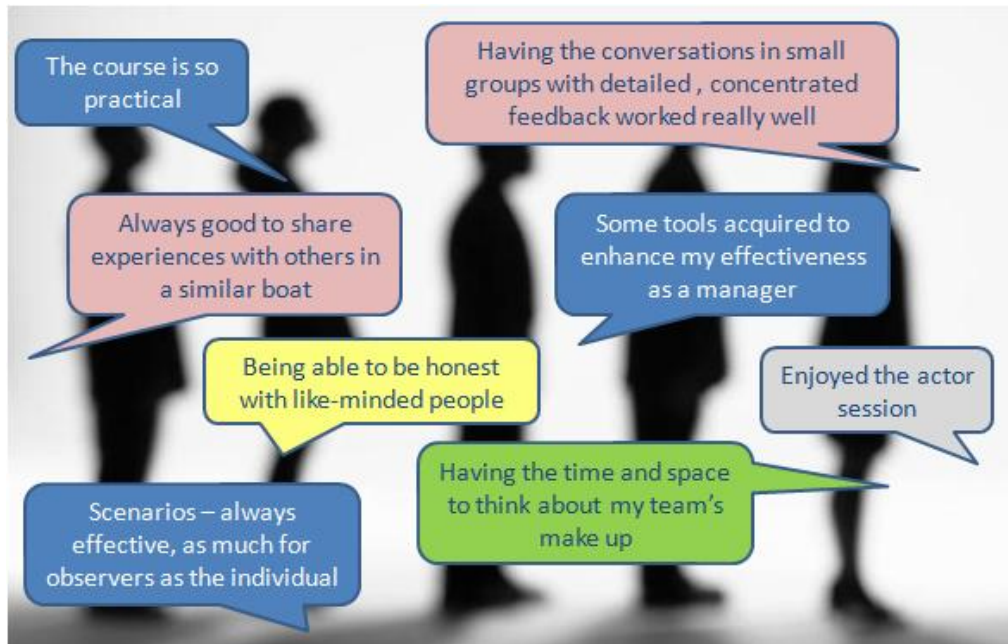 The course is so
practical
Having the conversations in small
groups with detailed , concentrated
feedback worked really well
Always good to share
experiences with others in
a similar boat
Some tools acquired to
enhance my effectiveness
as a manager
Being able to be honest
with like-minded people
Enjoyed the actor
session
Having the time and space
to think about my team’s
make up
Scenarios – always
effective, as much for
observers as the individual